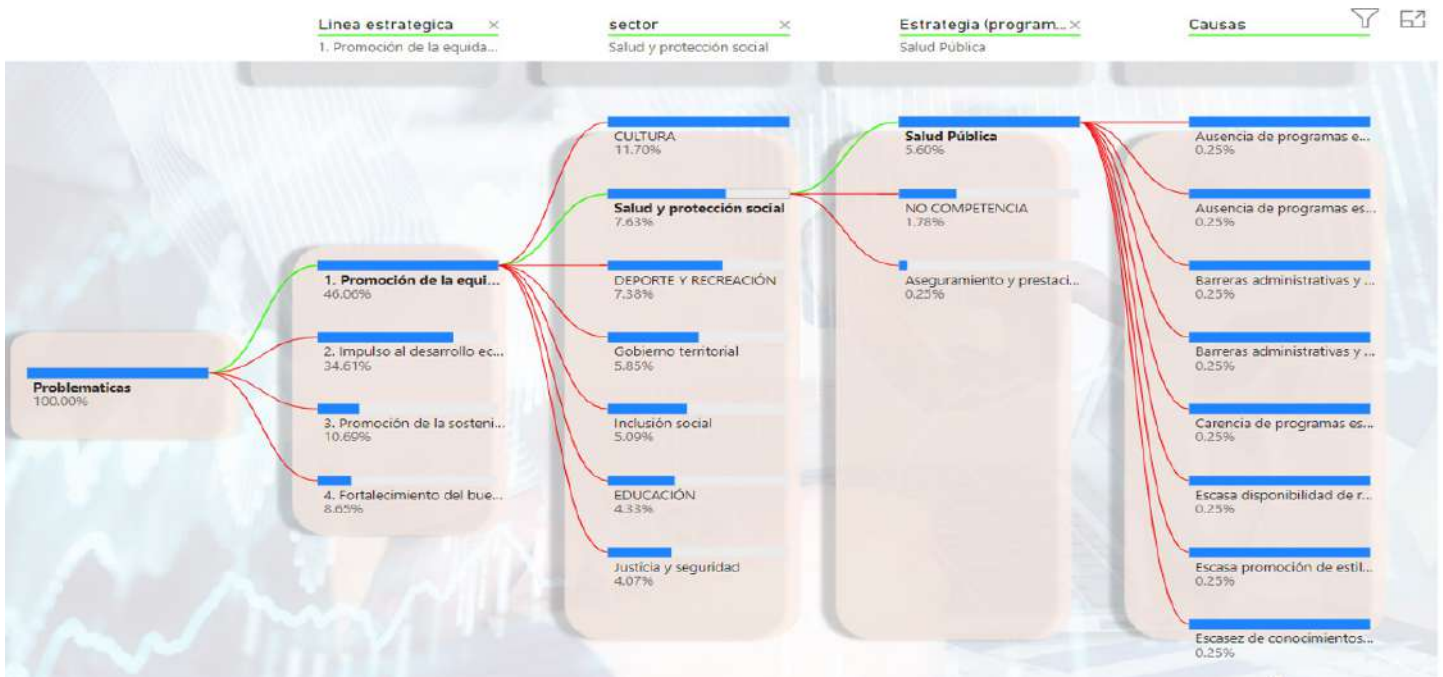 Linea estrategica
1. Promoción de la equida...
sector
Salud y protección social
Estrategia (program...
Salud Pública
Causas
Problematicas
100.00%
1. Promoción de la equi...
46.06%
2. Impulso al desarrollo ec...
34.61%
3. Promoción de la sosteni...
10.69%
4. Fortalecimiento del bue...
8.65%
CULTURA
11.70%
Salud y protección social
7.63%
DEPORTE Y RECREACIÓN
7.38%
Gobierno territorial
5.85%
Inclusión social
5.09%
EDUCACIÓN
4.33%
Justicia y seguridad
4.07%
Salud Pública
5.60%
NO COMPETENCIA
1.78%
Aseguramiento y prestaci...
0.25%
Ausencia de programas e...
0.25%
Ausencia de programas es...
0.25%
Barreras administrativas y ...
0.25%
Barreras administrativas y ...
0.25%
Carencia de programas es...
0.25%
Escasa disponibilidad de r...
0.25%
Escasa promoción de estil...
0.25%
Escasez de conocimientos...
0.25%